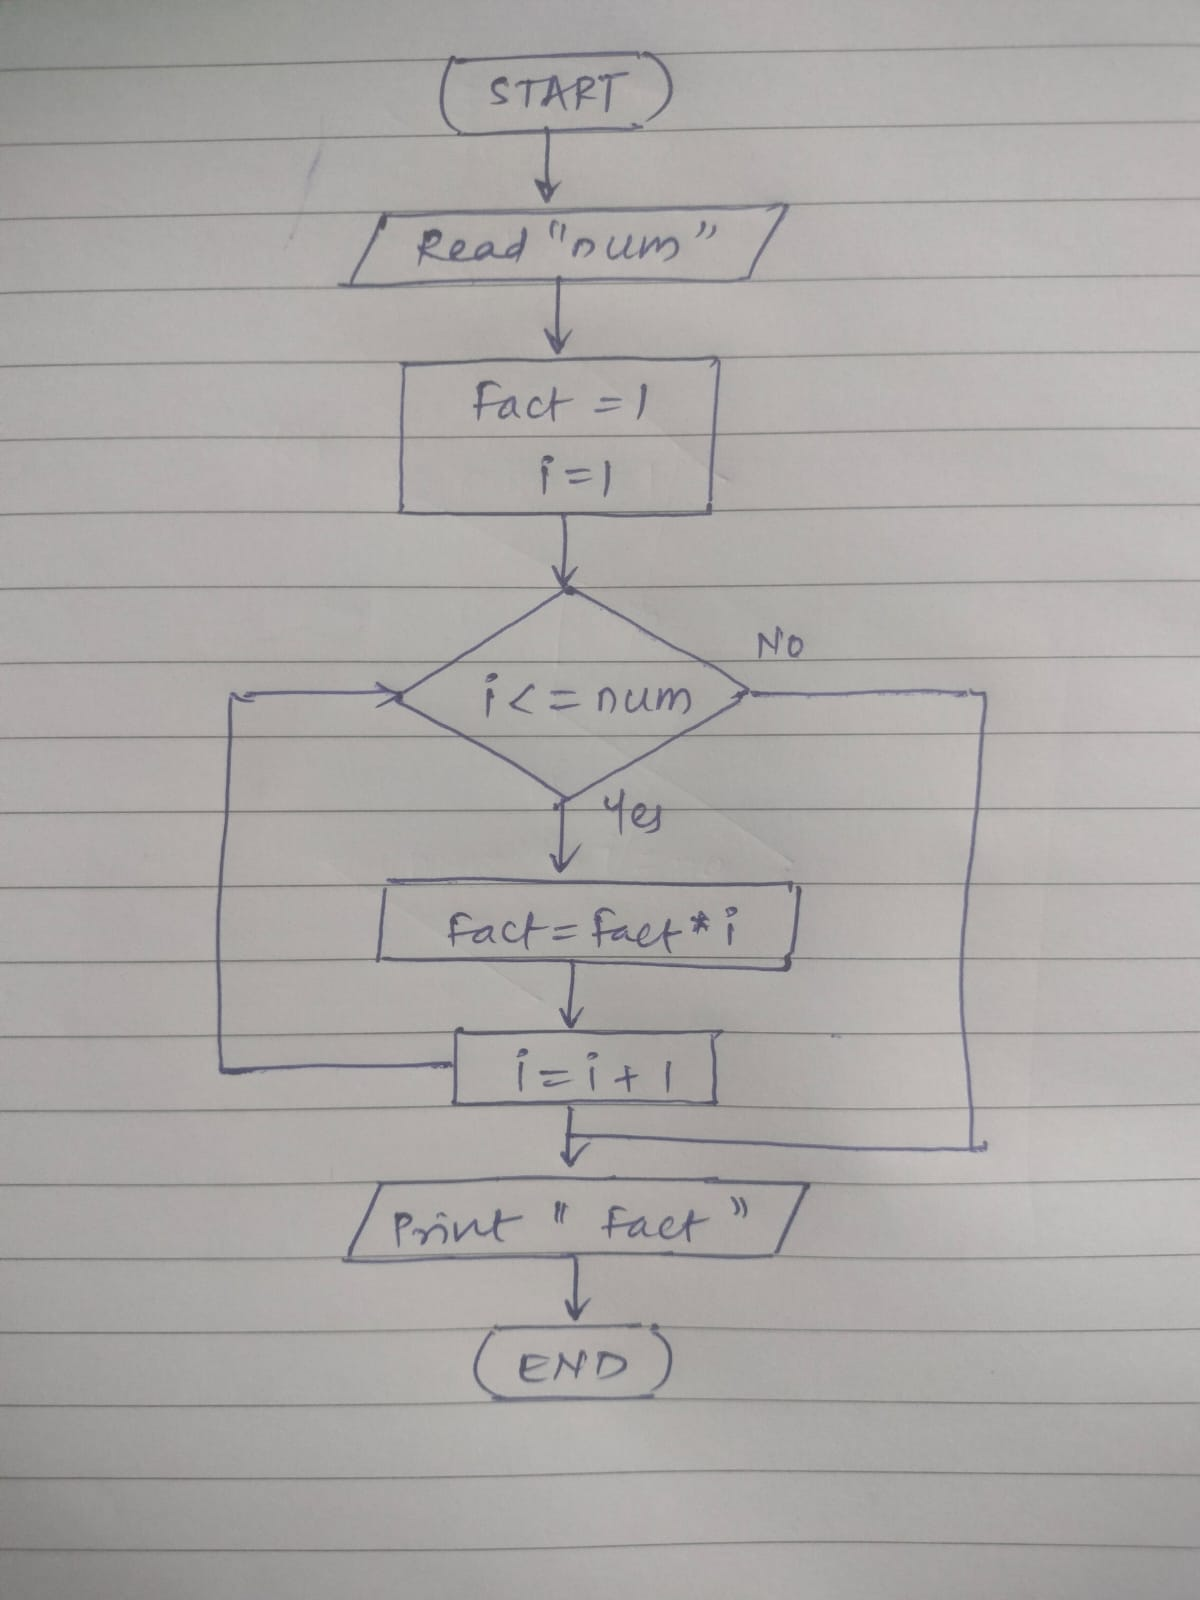 START
Read "num"
Fact = 1
i = 1
i <= num
No
Yes
Fact = Fact * i
i = i + 1
Print " Fact "
END